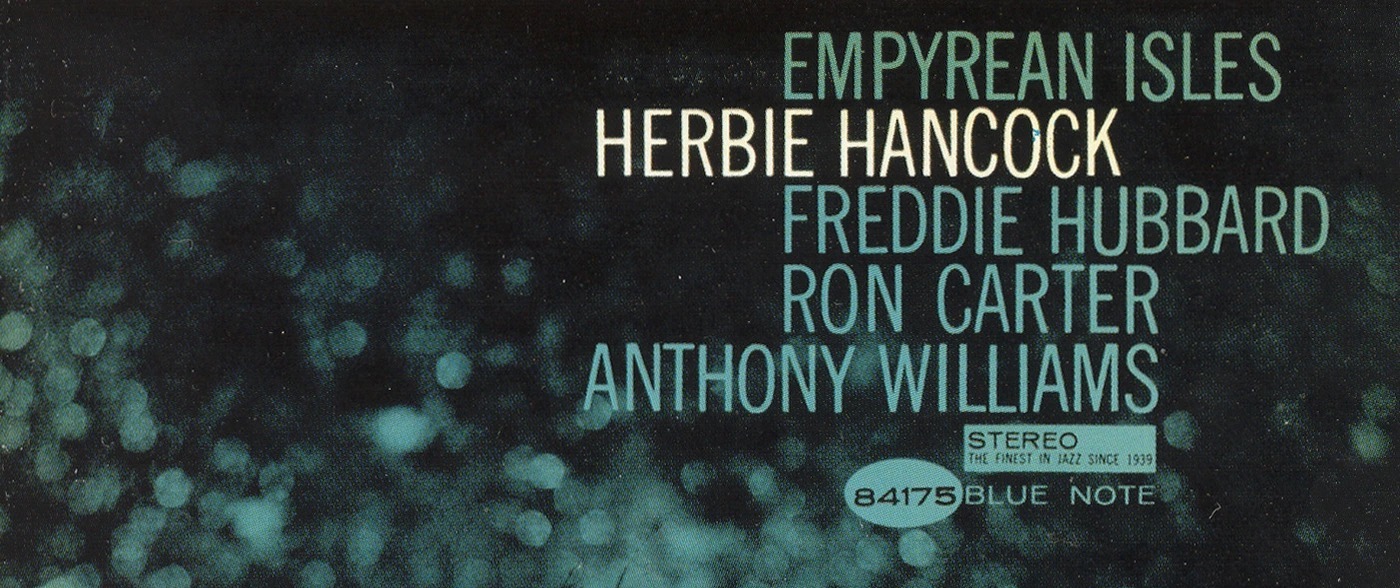 EMPYREAN ISLES
HERBIE HANCOCK
FREDDIE HUBBARD
RON CARTER
ANTHONY WILLIAMS
STEREO
THE FINEST IN JAZZ SINCE 1939
84175 BLUE NOTE